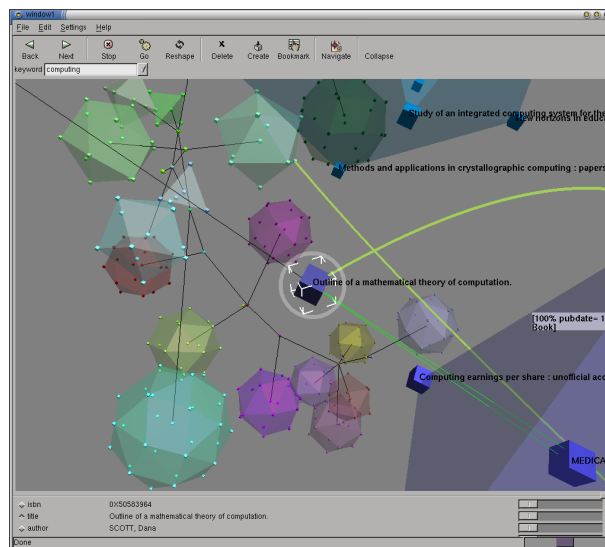 window1
File Edit Settings Help
Back Next Stop Go Reshape Delete Create Bookmark Navigate Collapse
keyword computing
Study of an integrated computing system for the
New horizons in educ
Methods and applications in crystallographic computing : papers
Outline of a mathematical theory of computation.
[100% pubdate= 1
Book]
Computing earnings per share : unofficial acc
MEDICA
isbn 0X50583964
title Outline of a mathematical theory of computation.
author SCOTT, Dana
Done